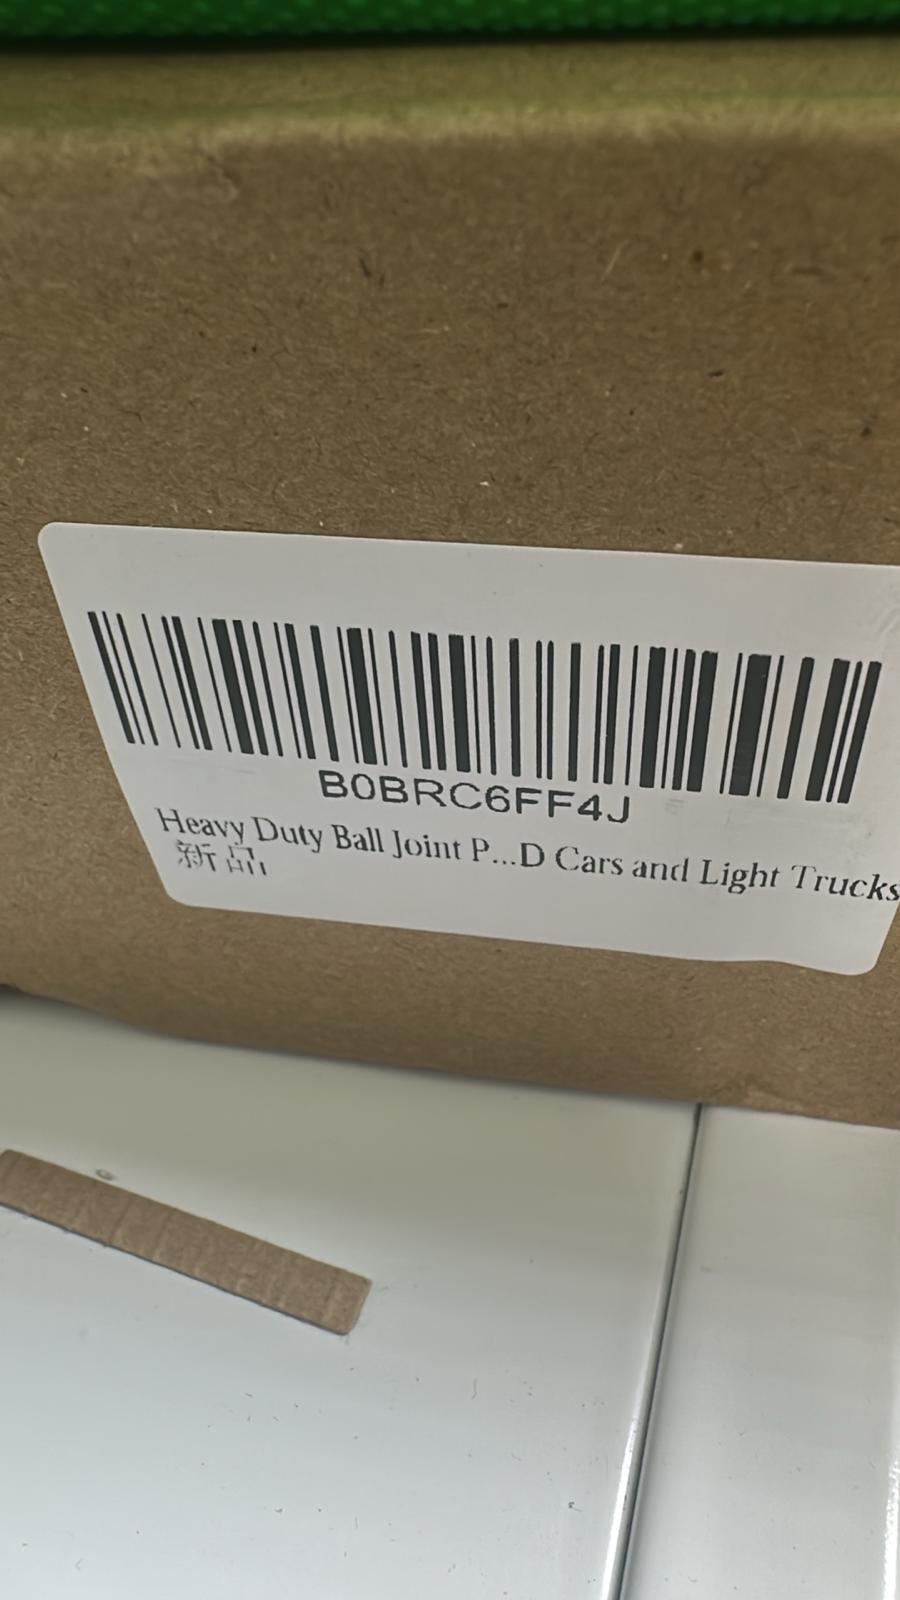 B0BRC6FF4J
Heavy Duty Ball Joint P...D Cars and Light Trucks
新品